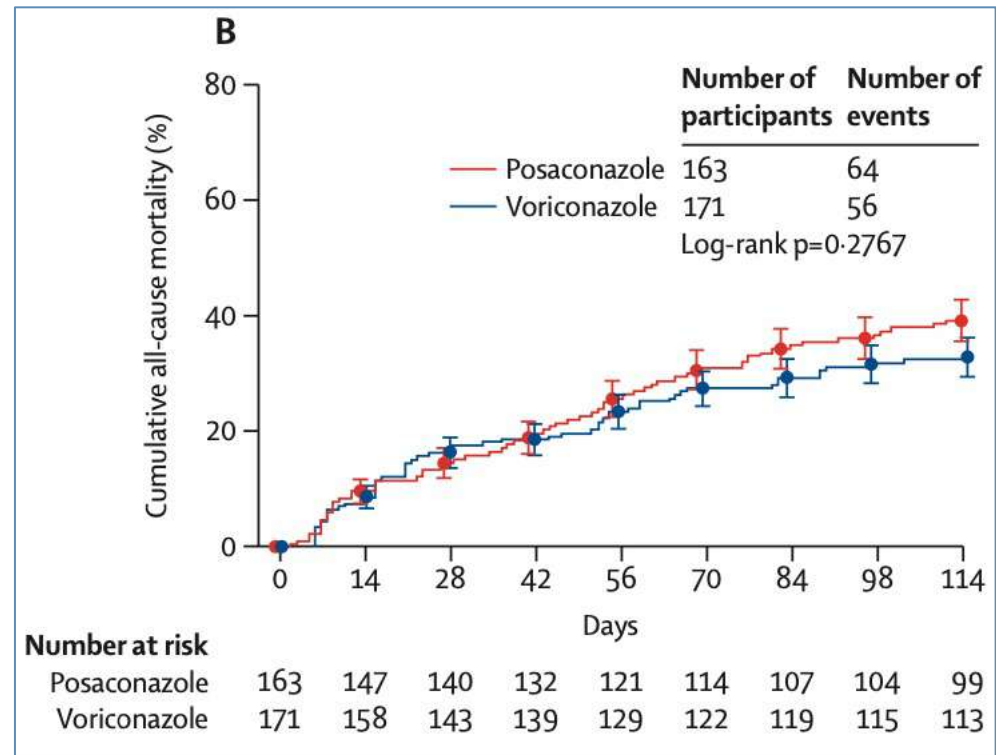 B
Number of participants Number of events
Posaconazole 163 64
Voriconazole 171 56
Log-rank p=0·2767
Cumulative all-cause mortality (%)
80
60
40
20
0
0 14 28 42 56 70 84 98 114
Days
Number at risk
Posaconazole 163 147 140 132 121 114 107 104 99
Voriconazole 171 158 143 139 129 122 119 115 113